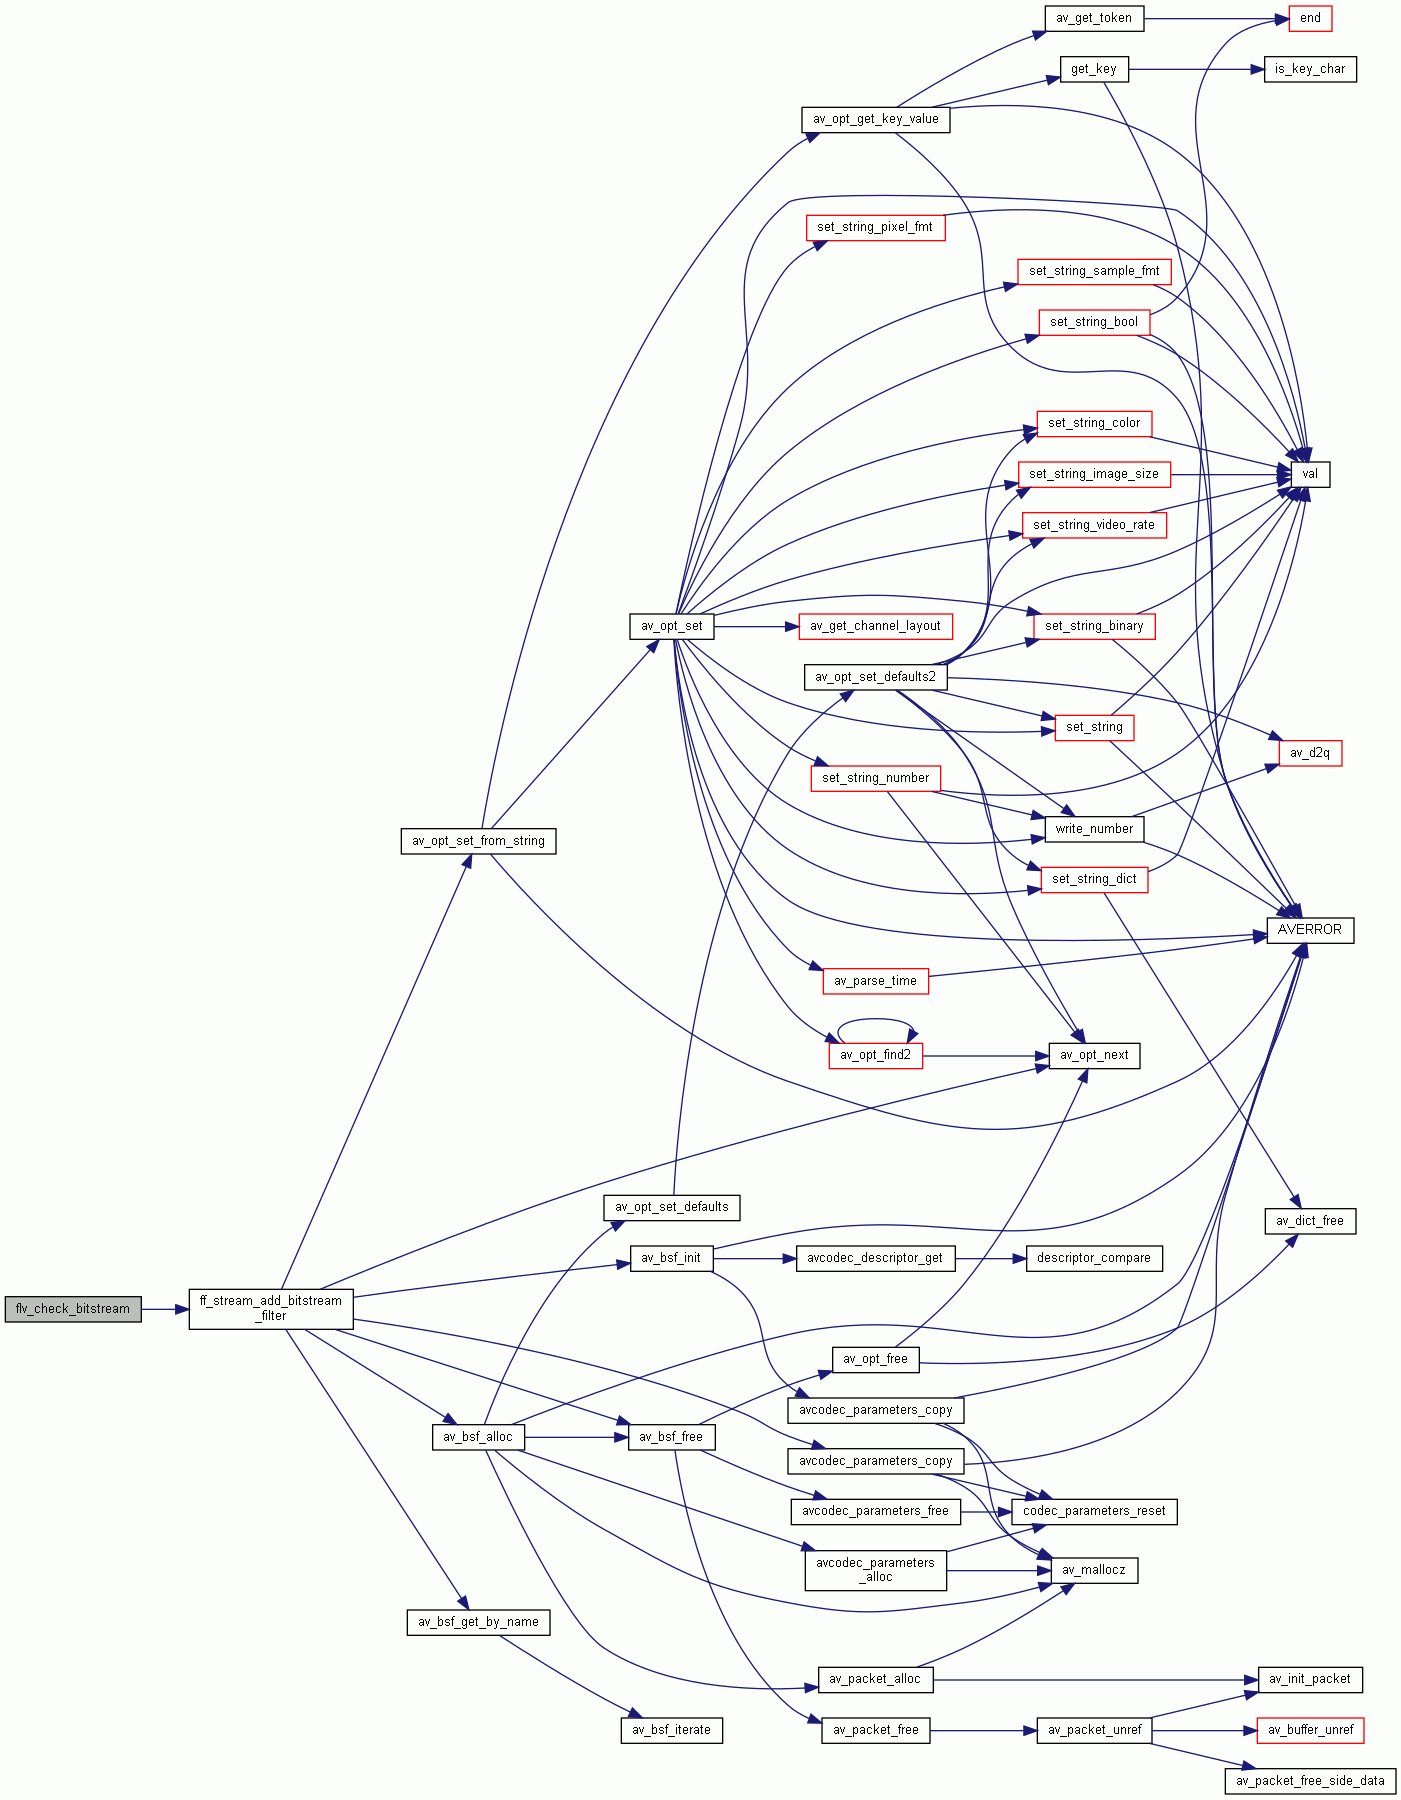 av_get_token
end
get_key
is_key_char
av_opt_get_key_value
set_string_pixel_fmt
set_string_sample_fmt
set_string_bool
set_string_color
set_string_image_size
val
set_string_video_rate
av_opt_set
av_get_channel_layout
set_string_binary
av_opt_set_defaults2
set_string
av_d2q
set_string_number
write_number
av_opt_set_from_string
set_string_dict
AVERROR
av_parse_time
av_opt_find2
av_opt_next
av_opt_set_defaults
av_dict_free
av_bsf_init
avcodec_descriptor_get
descriptor_compare
flv_check_bitstream
ff_stream_add_bitstream
_filter
av_opt_free
avcodec_parameters_copy
av_bsf_alloc
av_bsf_free
avcodec_parameters_copy
avcodec_parameters_free
codec_parameters_reset
avcodec_parameters
_alloc
av_mallocz
av_bsf_get_by_name
av_packet_alloc
av_init_packet
av_bsf_iterate
av_packet_free
av_packet_unref
av_buffer_unref
av_packet_free_side_data